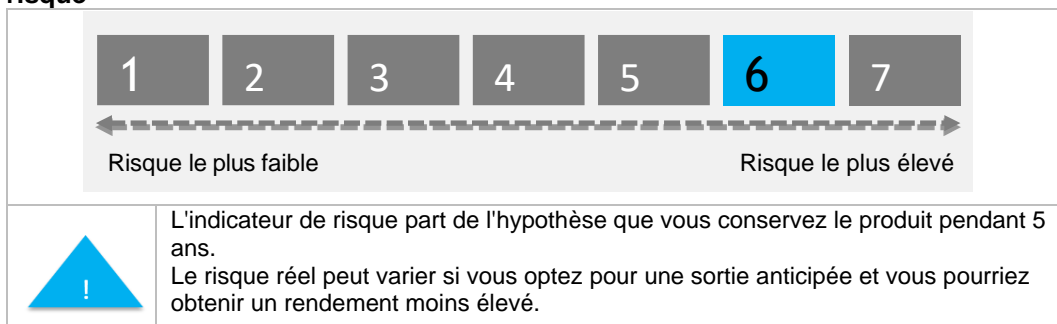 risque
1 2 3 4 5 6 7
Risque le plus faible Risque le plus élevé
L'indicateur de risque part de l'hypothèse que vous conservez le produit pendant 5
ans.
Le risque réel peut varier si vous optez pour une sortie anticipée et vous pourriez
! obtenir un rendement moins élevé.